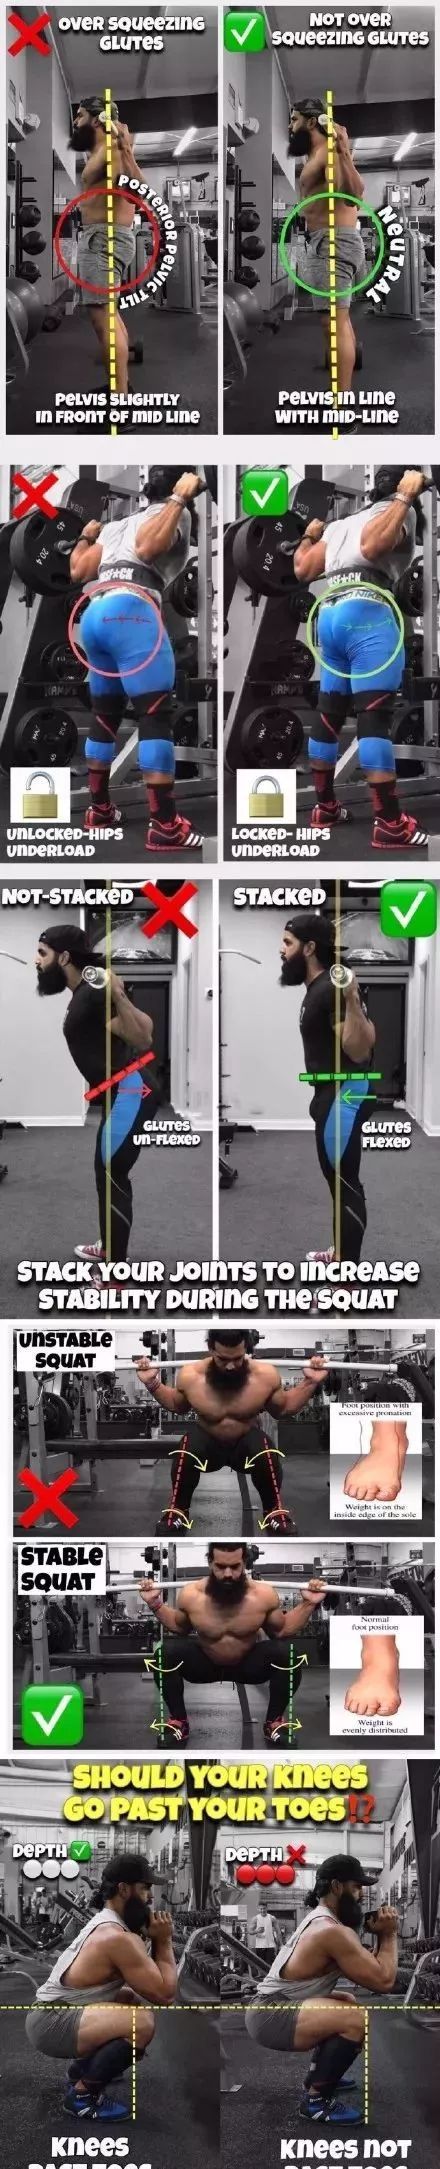 OVER SQUEEZING
GLUTES
POSTERIOR PELVIC TILT
PELVIS SLIGHTLY
IN FRONT OF MID LINE
NOT OVER
SQUEEZING GLUTES
NEUTRAL
PELVIS IN LINE
WITH MID-LINE
UNLOCKED-HIPS
UNDERLOAD
LOCKED-HIPS
UNDERLOAD
NOT-STACKED
GLUTES
UN-FLEXED
STACKED
GLUTES
FLEXED
STACK YOUR JOINTS TO INCREASE
STABILITY DURING THE SQUAT
UNSTABLE
SQUAT
Foot position with
excessive pronation
Weight is on the
inside edge of the sole
STABLE
SQUAT
Normal
foot position
Weight is
evenly distributed
SHOULD YOUR KNEES
GO PAST YOUR TOES⁉
DEPTH
DEPTH
KNEES
PAST TOES
KNEES NOT
PAST TOES